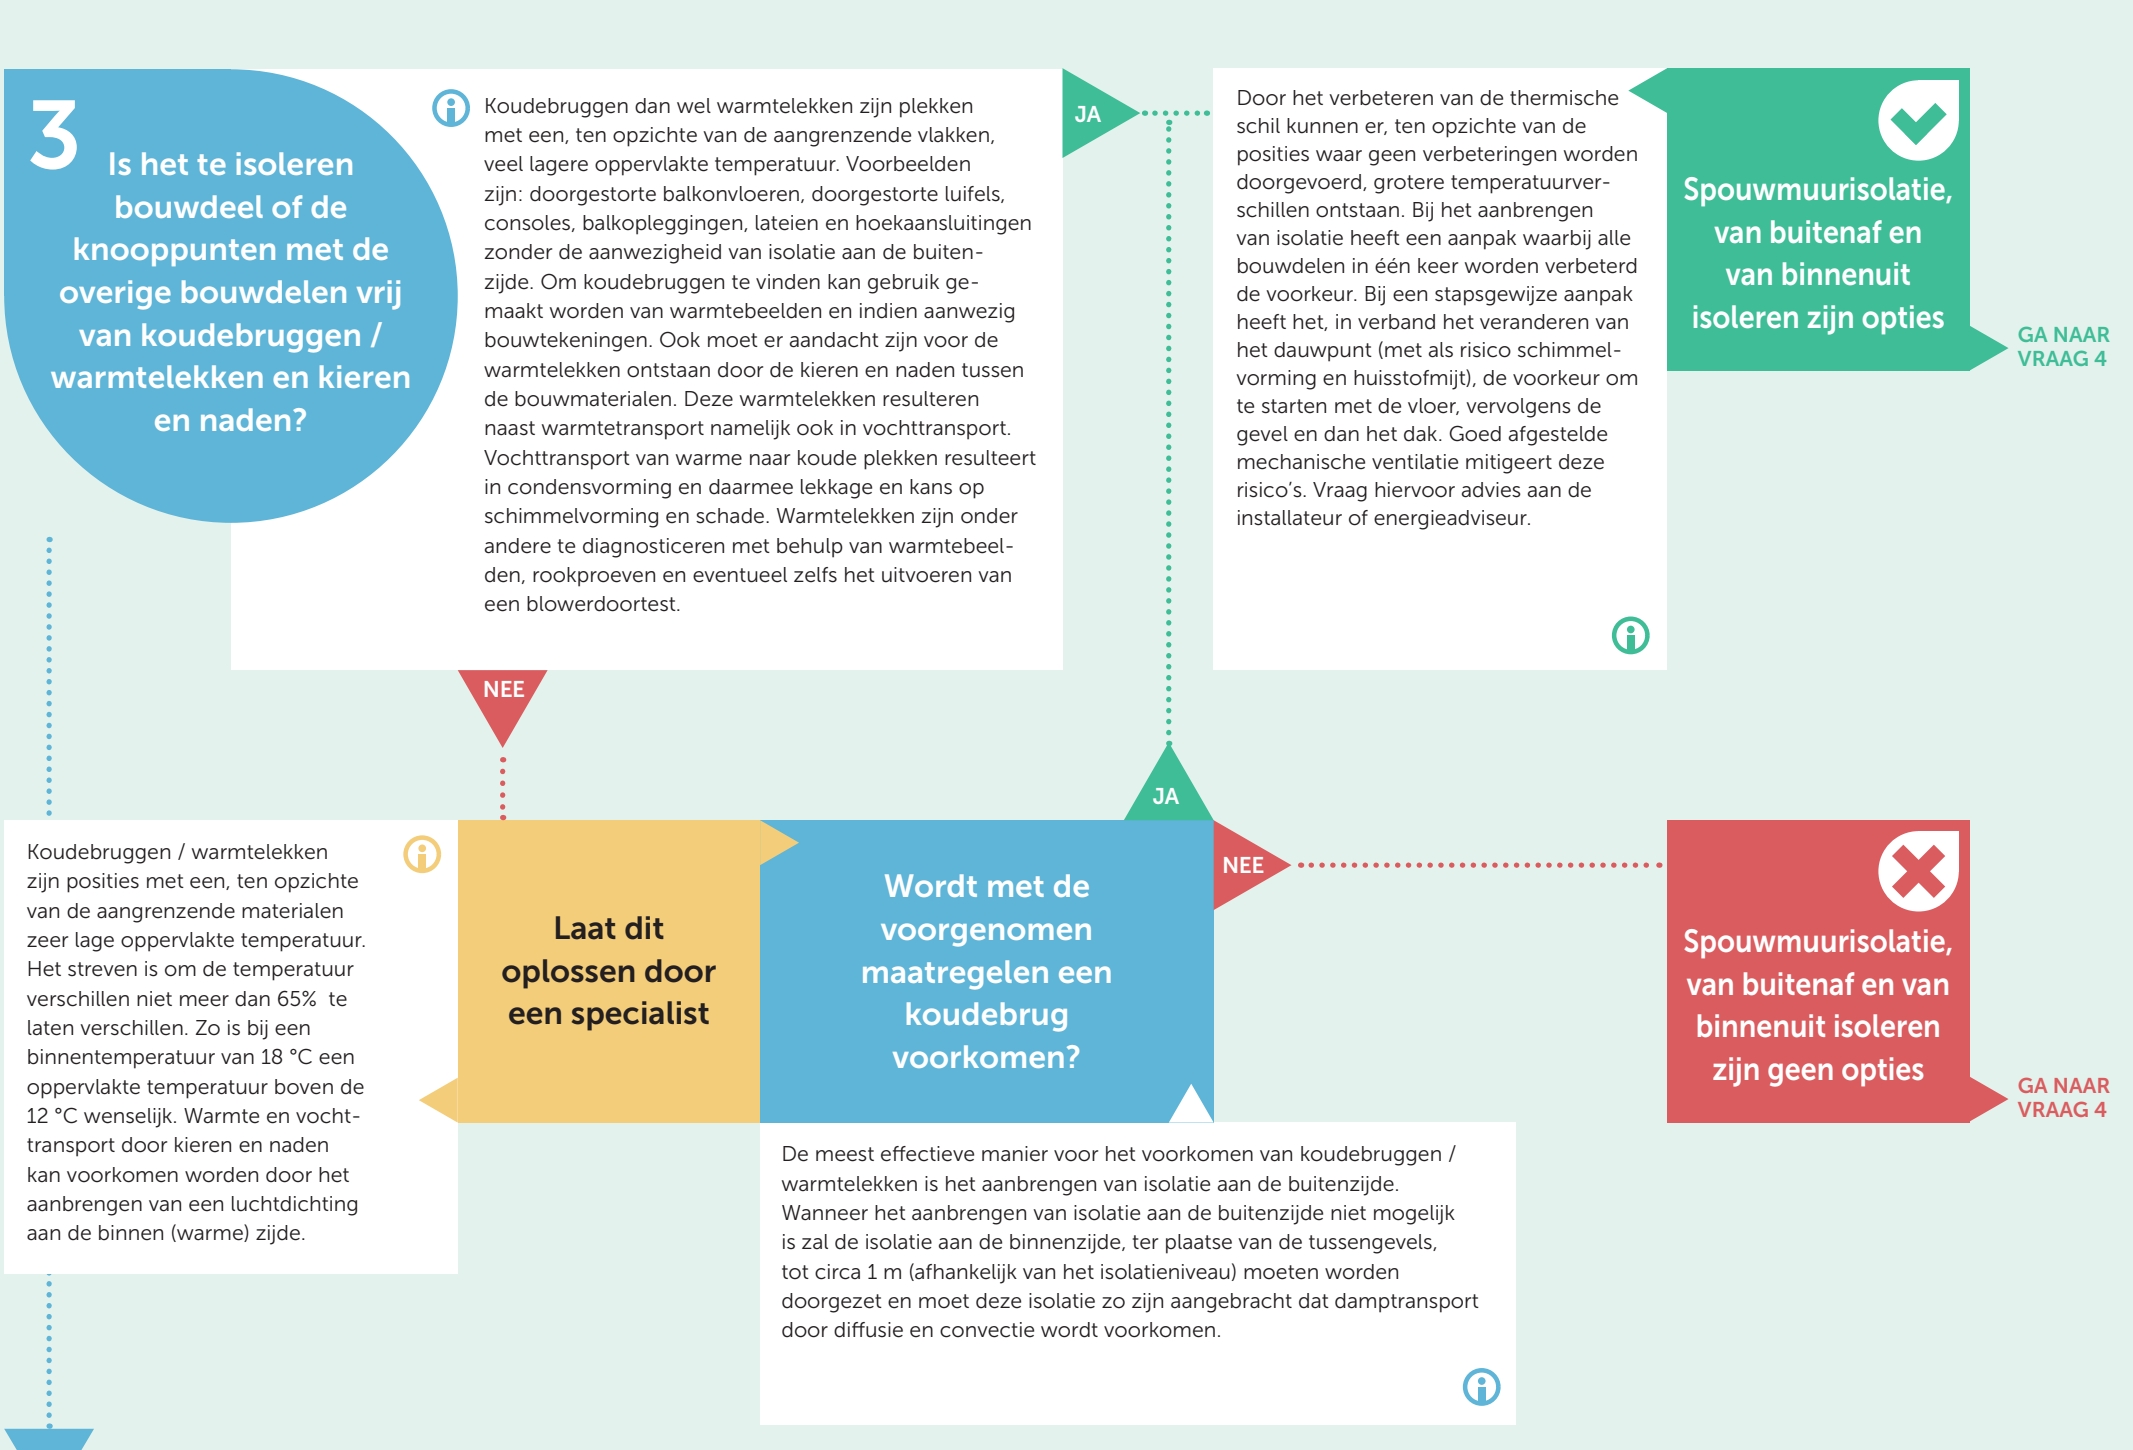 3
Is het te isoleren
bouwdeel of de
knooppunten met de
overige bouwdelen vrij
van koudebruggen /
warmtelekken en kieren
en naden?
Koudebruggen dan wel warmtelekken zijn plekken
met een, ten opzichte van de aangrenzende vlakken,
veel lagere oppervlakte temperatuur. Voorbeelden
zijn: doorgestorte balkonvloeren, doorgestorte luifels,
consoles, balkopleggingen, lateien en hoekaansluitingen
zonder de aanwezigheid van isolatie aan de buiten-
zijde. Om koudebruggen te vinden kan gebruik ge-
maakt worden van warmtebeelden en indien aanwezig
bouwtekeningen. Ook moet er aandacht zijn voor de
warmtelekken ontstaan door de kieren en naden tussen
de bouwmaterialen. Deze warmtelekken resulteren
naast warmtetransport namelijk ook in vochttransport.
Vochttransport van warme naar koude plekken resulteert
in condensvorming en daarmee lekkage en kans op
schimmelvorming en schade. Warmtelekken zijn onder
andere te diagnosticeren met behulp van warmtebeel-
den, rookproeven en eventueel zelfs het uitvoeren van
een blowerdoortest.
JA
Door het verbeteren van de thermische
schil kunnen er, ten opzichte van de
posities waar geen verbeteringen worden
doorgevoerd, grotere temperatuurver-
schillen ontstaan. Bij het aanbrengen
van isolatie heeft een aanpak waarbij alle
bouwdelen in één keer worden verbeterd
de voorkeur. Bij een stapsgewijze aanpak
heeft het, in verband het veranderen van
het dauwpunt (met als risico schimmel-
vorming en huisstofmijt), de voorkeur om
te starten met de vloer, vervolgens de
gevel en dan het dak. Goed afgestelde
mechanische ventilatie mitigeert deze
risico's. Vraag hiervoor advies aan de
installateur of energieadviseur.
Spouwmuurisolatie,
van buitenaf en
van binnenuit
isoleren zijn opties
GA NAAR
VRAAG 4
NEE
Koudebruggen / warmtelekken
zijn posities met een, ten opzichte
van de aangrenzende materialen
zeer lage oppervlakte temperatuur.
Het streven is om de temperatuur
verschillen niet meer dan 65%  te
laten verschillen. Zo is bij een
binnentemperatuur van 18 °C een
oppervlakte temperatuur boven de
12 °C wenselijk. Warmte en vocht-
transport door kieren en naden
kan voorkomen worden door het
aanbrengen van een luchtdichting
aan de binnen (warme) zijde.
Laat dit
oplossen door
een specialist
Wordt met de
voorgenomen
maatregelen een
koudebrug
voorkomen?
JA
NEE
Spouwmuurisolatie,
van buitenaf en van
binnenuit isoleren
zijn geen opties
GA NAAR
VRAAG 4
De meest effectieve manier voor het voorkomen van koudebruggen /
warmtelekken is het aanbrengen van isolatie aan de buitenzijde.
Wanneer het aanbrengen van isolatie aan de buitenzijde niet mogelijk
is zal de isolatie aan de binnenzijde, ter plaatse van de tussengevels,
tot circa 1 m (afhankelijk van het isolatieniveau) moeten worden
doorgezet en moet deze isolatie zo zijn aangebracht dat damptransport
door diffusie en convectie wordt voorkomen.